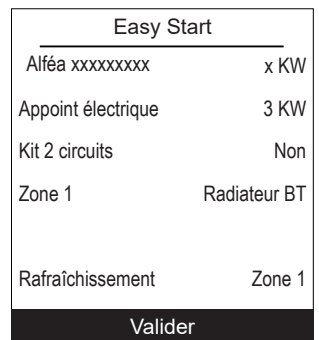 Easy Start
Alféa xxxxxxxxx x KW
Appoint électrique 3 KW
Kit 2 circuits Non
Zone 1 Radiateur BT
Rafraîchissement Zone 1
Valider